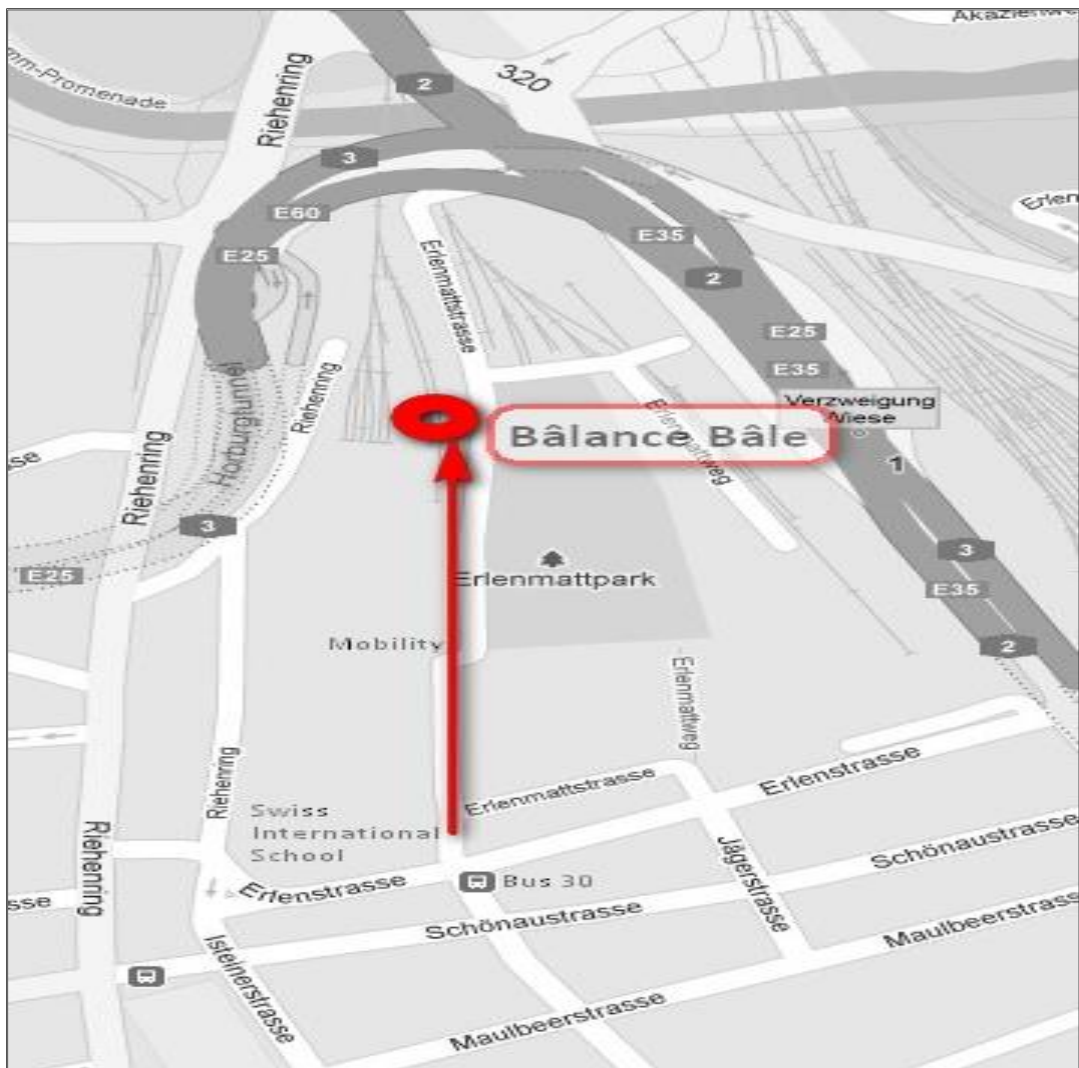 Akazienwe
mm-Promenade
Riehenring
2
320
3
E60
E25
Erlen
E35
2
Erlenmattstrasse
E25
E35
Verzweigung
Wiese
Riehenring
Horburgtunnel
Bâlance Bâle
Erlenmattweg
1
sse
Riehenring
3
3
E25
E35
Erlenmattpark
Mobility
2
Erlenmattweg
Riehenring
Erlenstrasse
Erlenmattstrasse
Swiss
International
School
Riehenring
Jägerstrasse
Schönaustrasse
Erlenstrasse
Bus 30
sse
Schönaustrasse
Maulbeerstrasse
Isteinerstrasse
Maulbeerstrasse